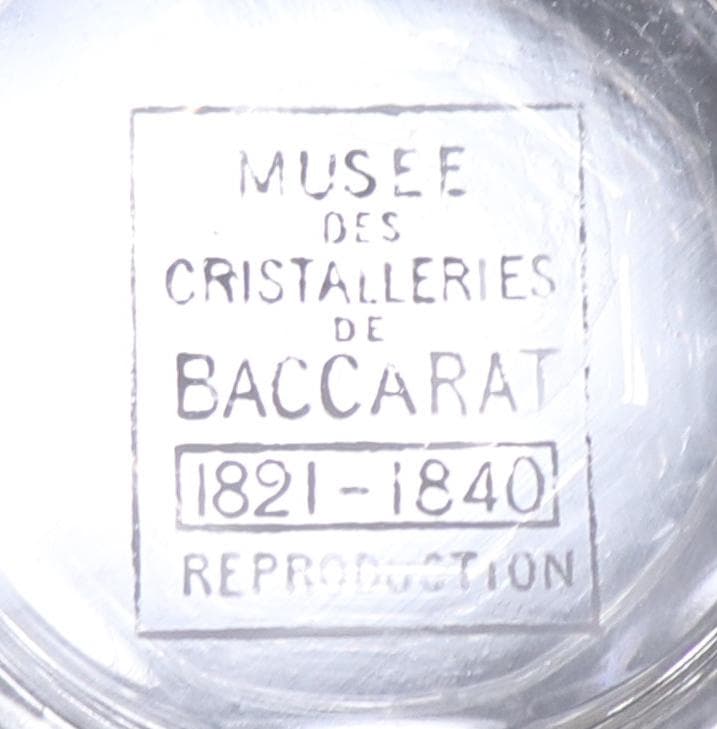 MUSEE
DES
CRISTALLERIES
DE
BACCARAT
1821-1840
REPRODUCTION